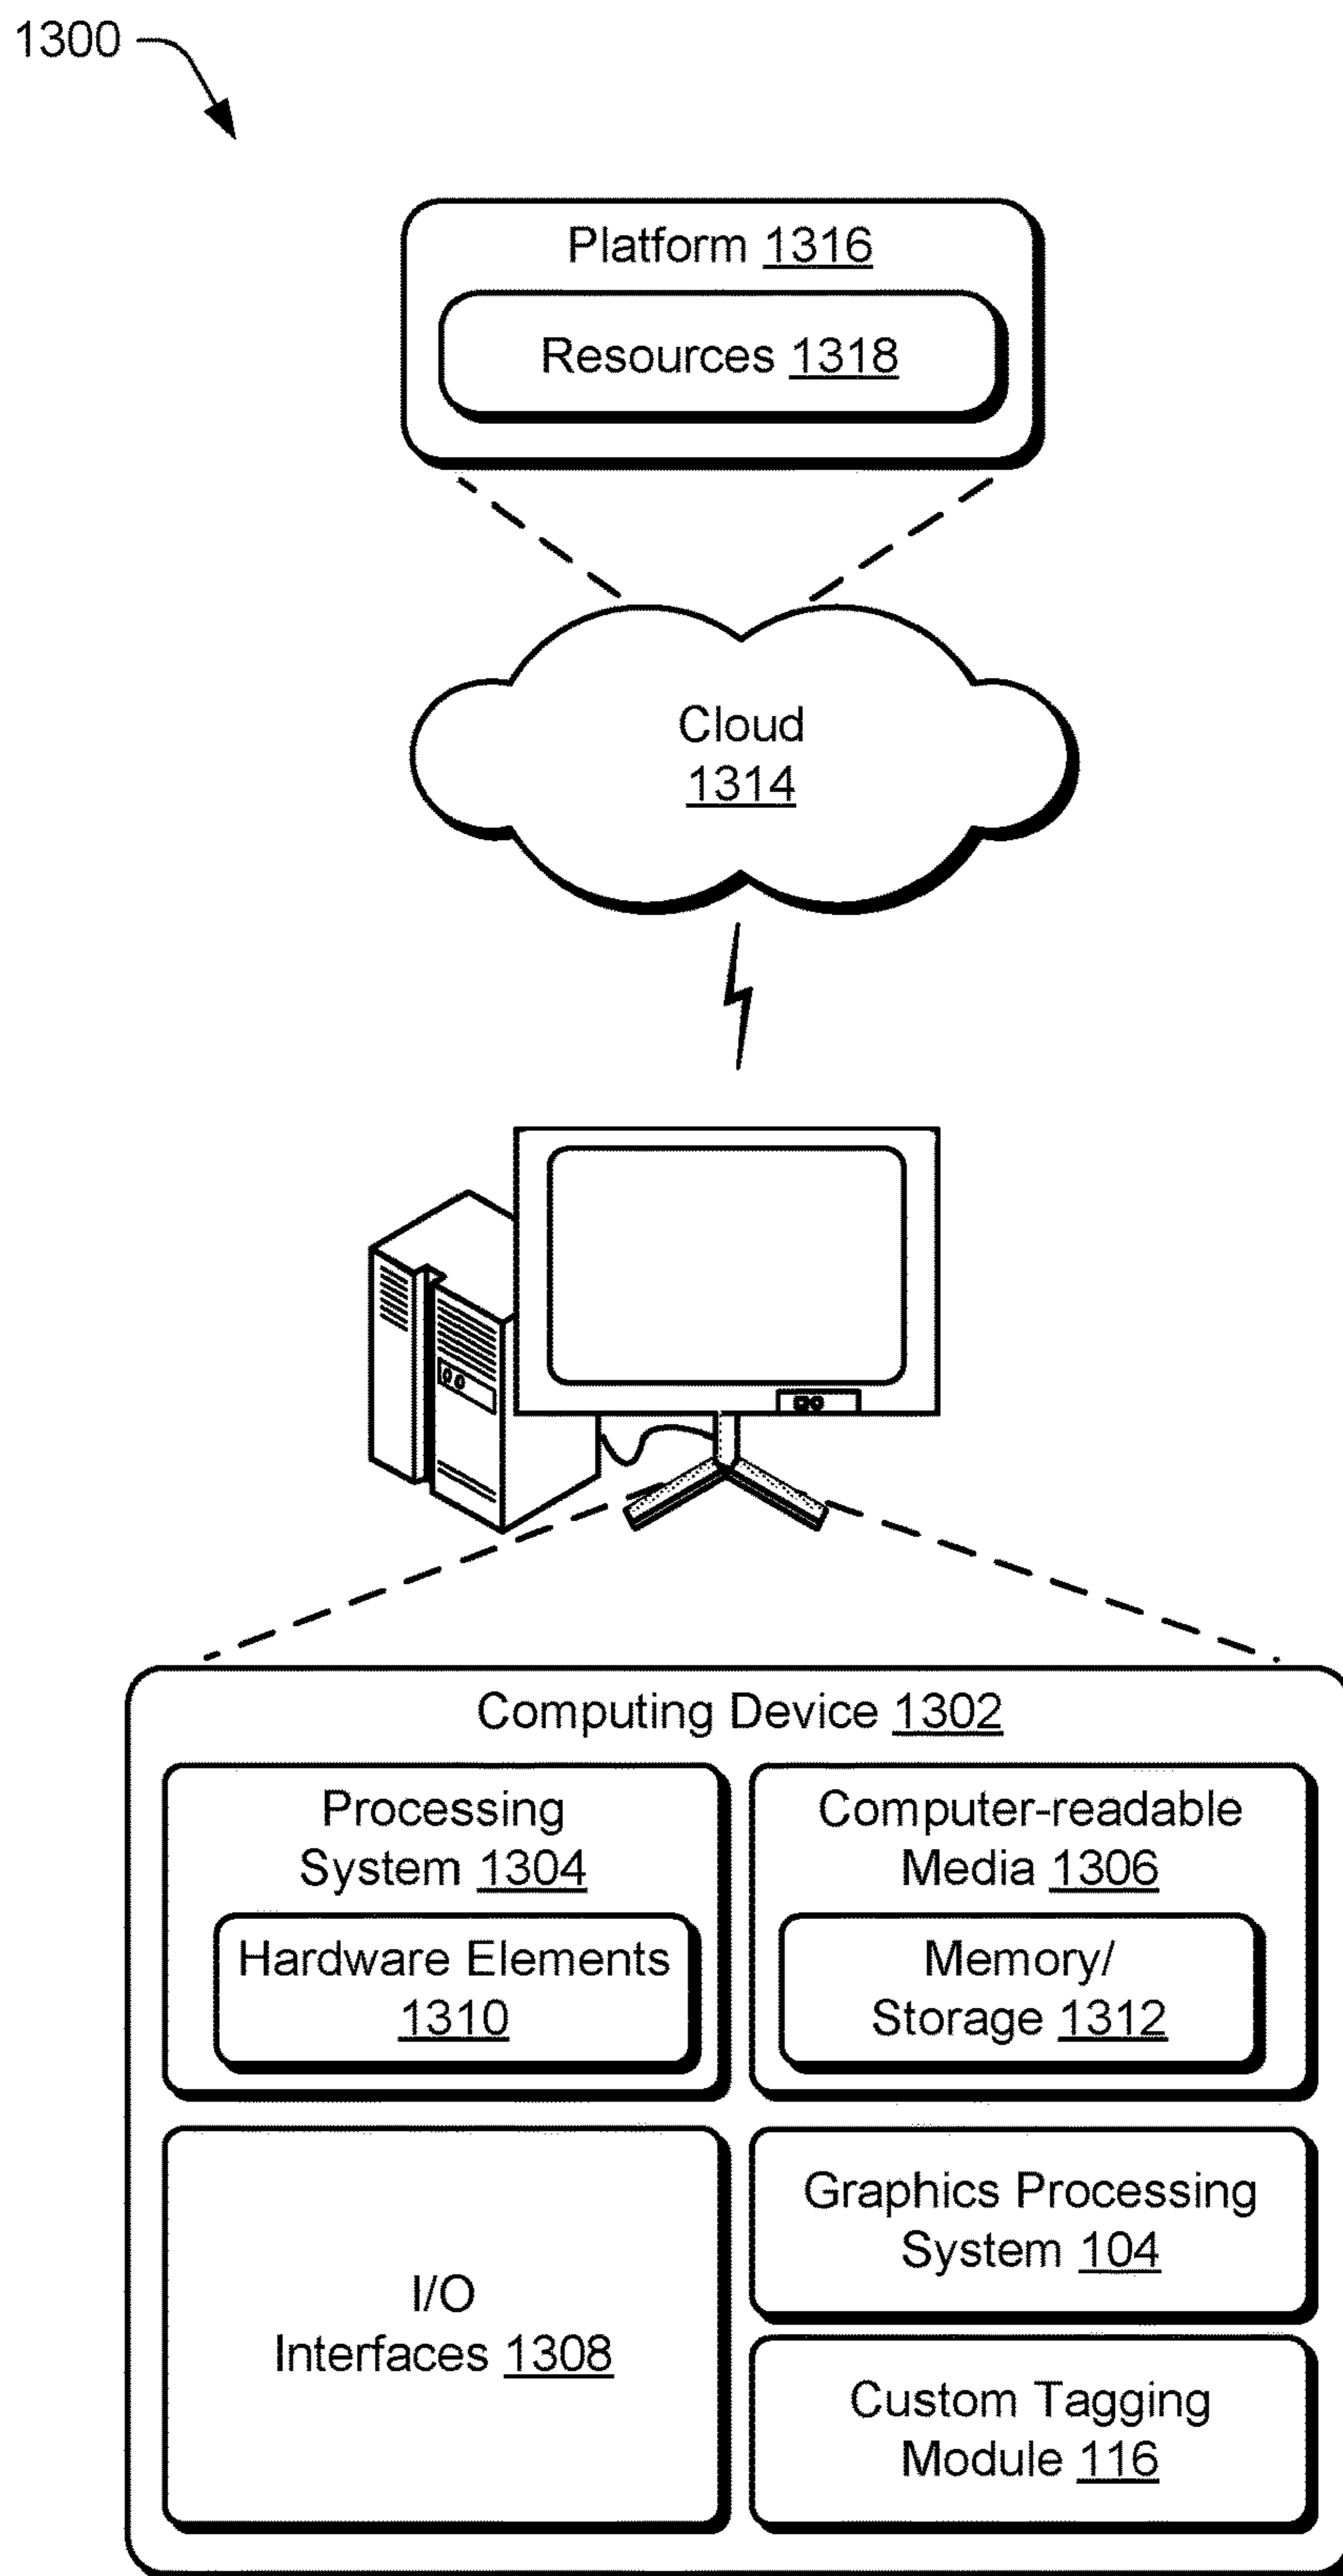 1300
Platform 1316
Resources 1318
Cloud
1314
Computing Device 1302
Processing
System 1304
Hardware Elements
1310
Computer-readable
Media 1306
Memory/
Storage 1312
I/O
Interfaces 1308
Graphics Processing
System 104
Custom Tagging
Module 116